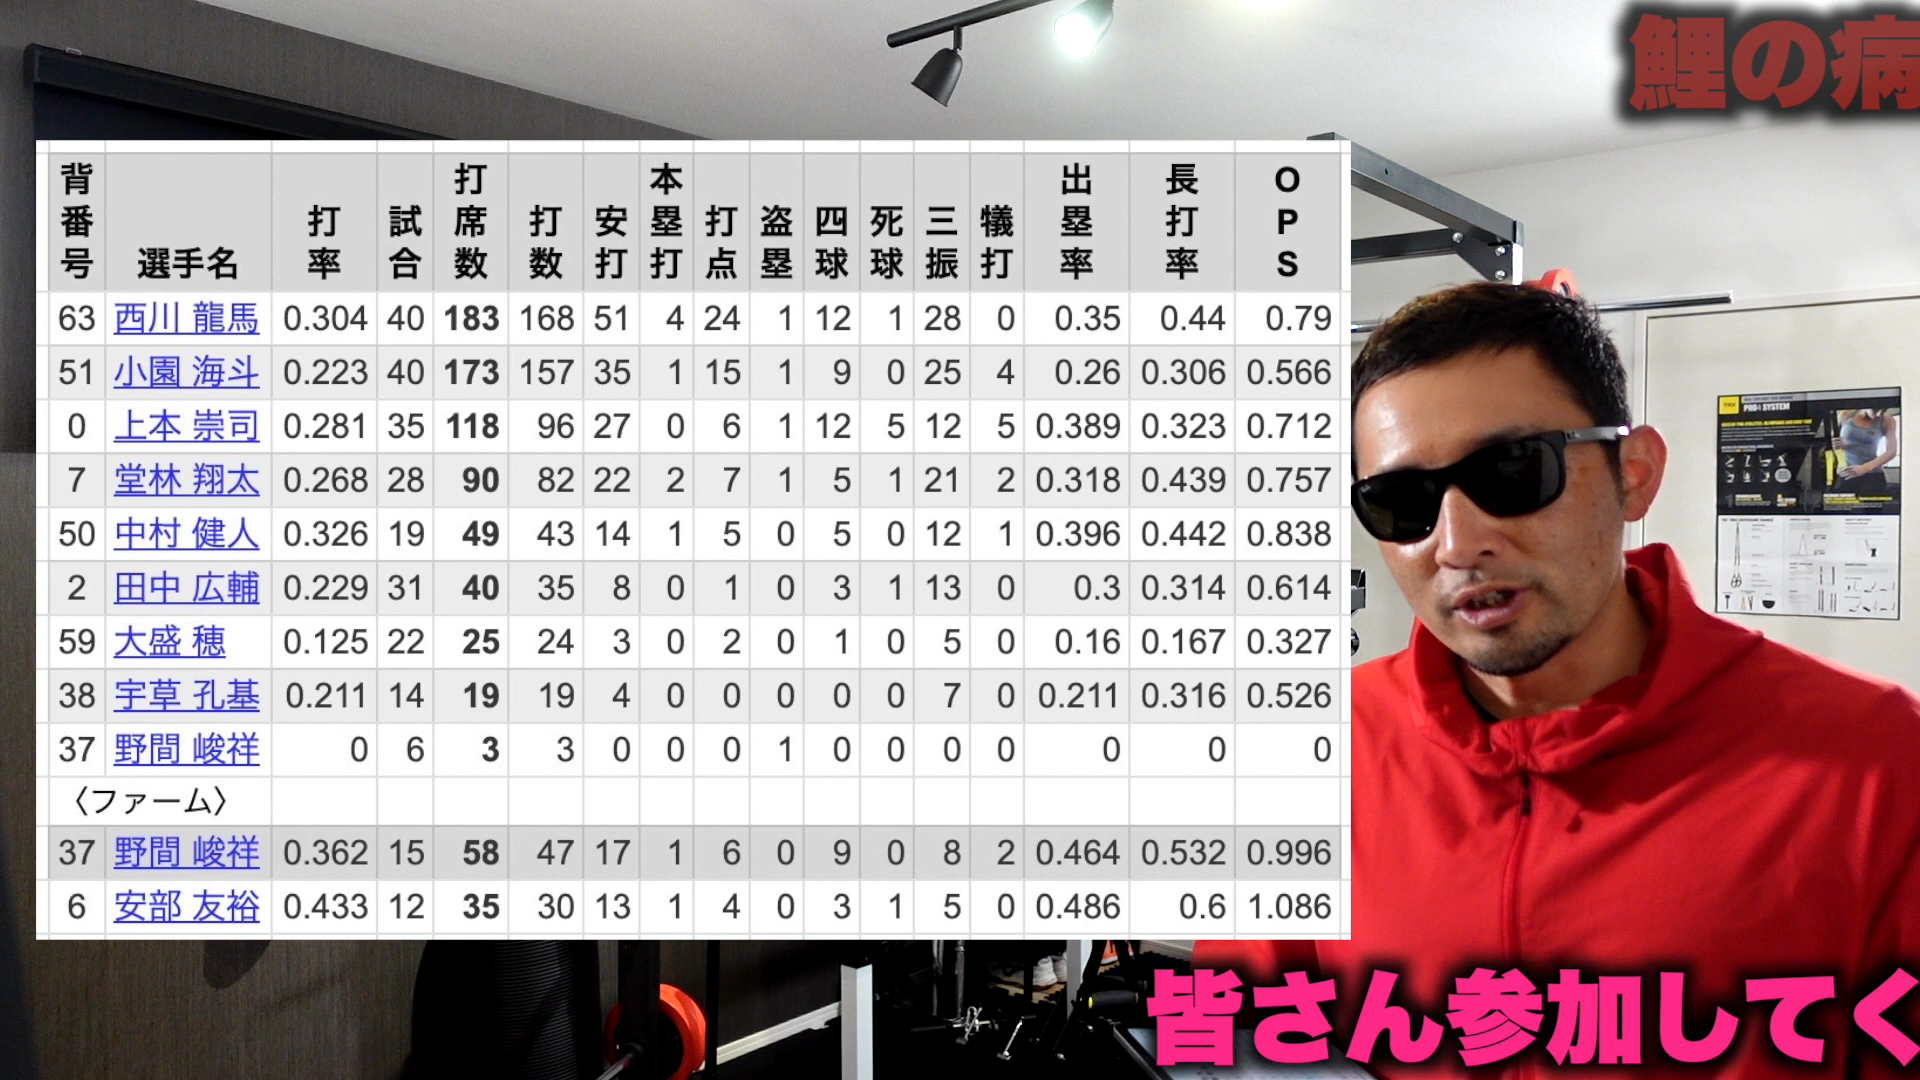 鯉の病
背番号 選手名 打率 試合 打席数 打数 安打 本塁打 打点 盗塁 四球 死球 三振 犠打 出塁率 長打率 OPS
63 西川 龍馬 0.304 40 183 168 51 4 24 1 12 1 28 0 0.35 0.44 0.79
51 小園 海斗 0.223 40 173 157 35 1 15 1 9 0 25 4 0.26 0.306 0.566
0 上本 崇司 0.281 35 118 96 27 0 6 1 12 5 12 5 0.389 0.323 0.712
7 堂林 翔太 0.268 28 90 82 22 2 7 1 5 1 21 2 0.318 0.439 0.757
50 中村 健人 0.326 19 49 43 14 1 5 0 5 0 12 1 0.396 0.442 0.838
2 田中 広輔 0.229 31 40 35 8 0 1 0 3 1 13 0 0.3 0.314 0.614
59 大盛 穂 0.125 22 25 24 3 0 2 0 1 0 5 0 0.16 0.167 0.327
38 宇草 孔基 0.211 14 19 19 4 0 0 0 0 0 7 0 0.211 0.316 0.526
37 野間 峻祥 0 6 3 3 0 0 0 1 0 0 0 0 0 0 0
〈ファーム〉
37 野間 峻祥 0.362 15 58 47 17 1 6 0 9 0 8 2 0.464 0.532 0.996
6 安部 友裕 0.433 12 35 30 13 1 4 0 3 1 5 0 0.486 0.6 1.086
PRO4 SYSTEM
皆さん参加してく